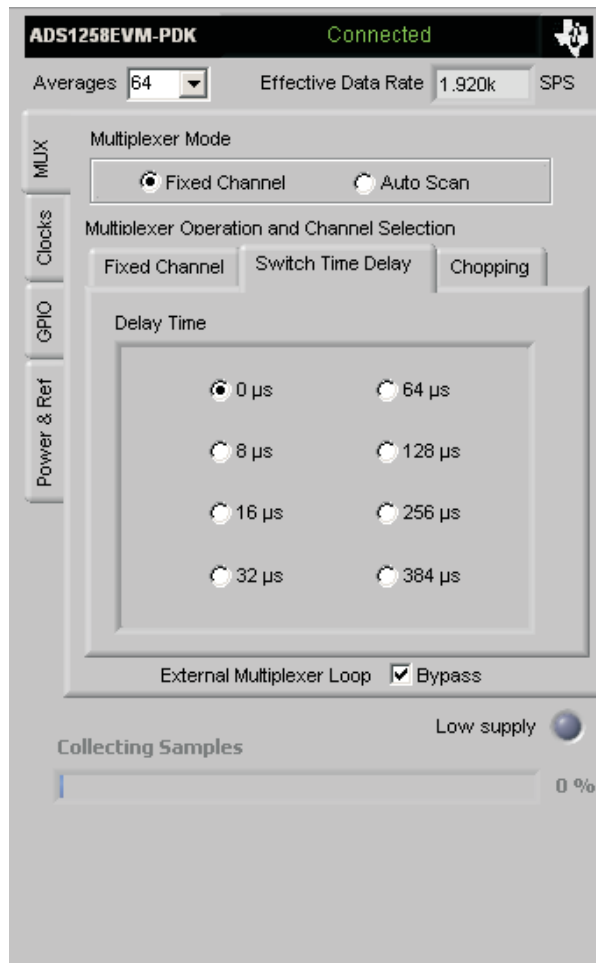 ADS1258EVM-PDK Connected
Averages 64 Effective Data Rate 1.920k SPS
MUX
Clocks
GPIO
Power & Ref
Multiplexer Mode
Fixed Channel Auto Scan
Multiplexer Operation and Channel Selection
Fixed Channel Switch Time Delay Chopping
Delay Time
0 µs 64 µs
8 µs 128 µs
16 µs 256 µs
32 µs 384 µs
External Multiplexer Loop Bypass
Low supply
Collecting Samples
0 %